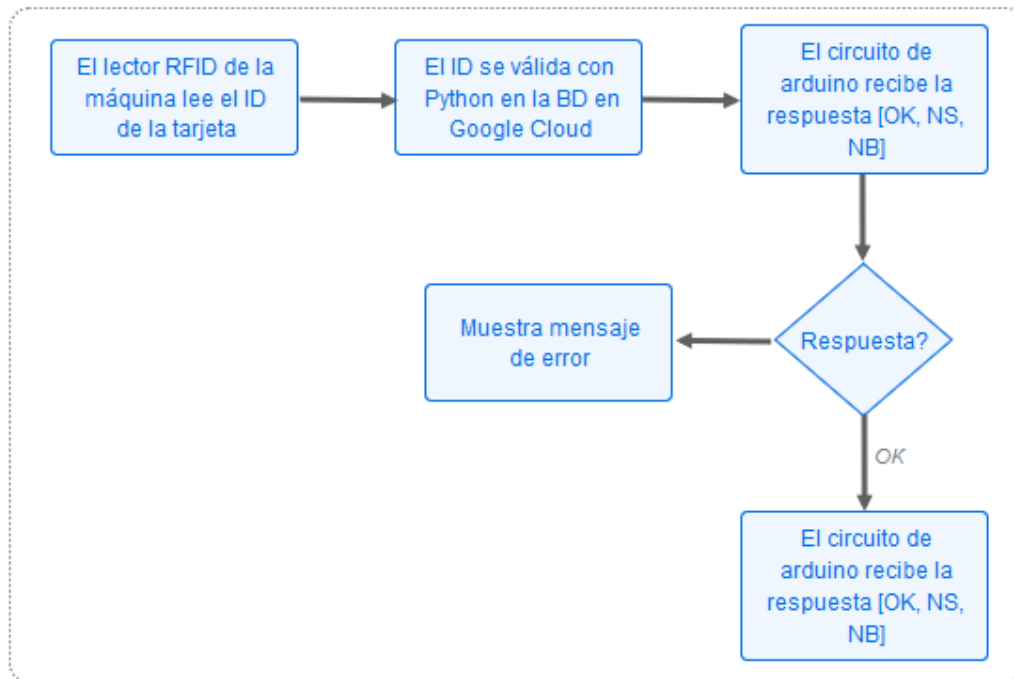 El lector RFID de la
máquina lee el ID
de la tarjeta
El ID se válida con
Python en la BD en
Google Cloud
El circuito de
arduino recibe la
respuesta [OK, NS,
NB]
Respuesta?
Muestra mensaje
de error
OK
El circuito de
arduino recibe la
respuesta [OK, NS,
NB]